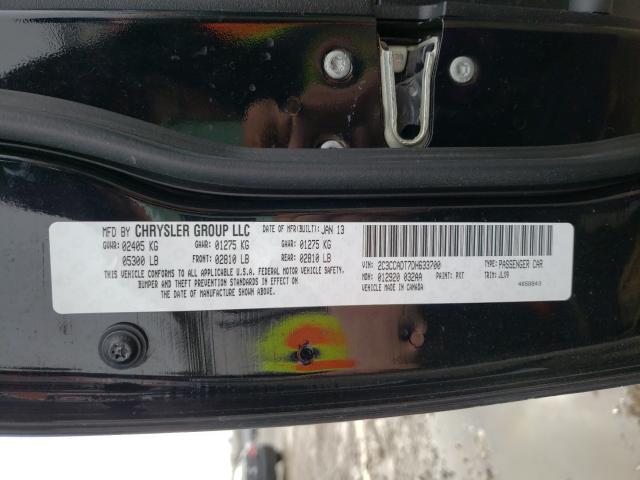 MFD BY CHRYSLER GROUP LLC DATE OF MFR(BUILT): JAN 13
GVWR: 02405 KG GAWR: 01275 KG GAWR: 01275 KG
05300 LB FRONT: 02810 LB REAR: 02810 LB
THIS VEHICLE CONFORMS TO ALL APPLICABLE U.S.A. FEDERAL MOTOR VEHICLE SAFETY,
BUMPER AND THEFT PREVENTION STANDARDS IN EFFECT ON
THE DATE OF MANUFACTURE SHOWN ABOVE.
VIN: 2C3CCADT7DH633700 TYPE: PASSENGER CAR
MDH: 012920 032AA PAINT: PXT TRIM: JLS9
VEHICLE MADE IN CANADA